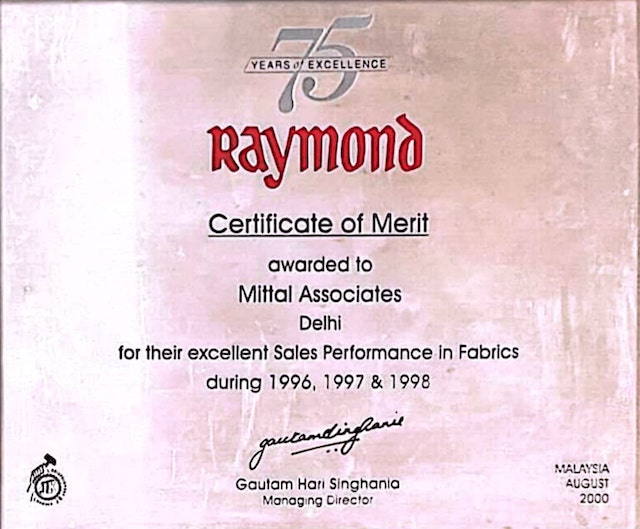 75
YEARS of EXCELLENCE
Raymond
Certificate of Merit
awarded to
Mittal Associates
Delhi
for their excellent Sales Performance in Fabrics
during 1996, 1997 & 1998
gautamsinghania
Gautam Hari Singhania
Managing Director
MALAYSIA
AUGUST
2000